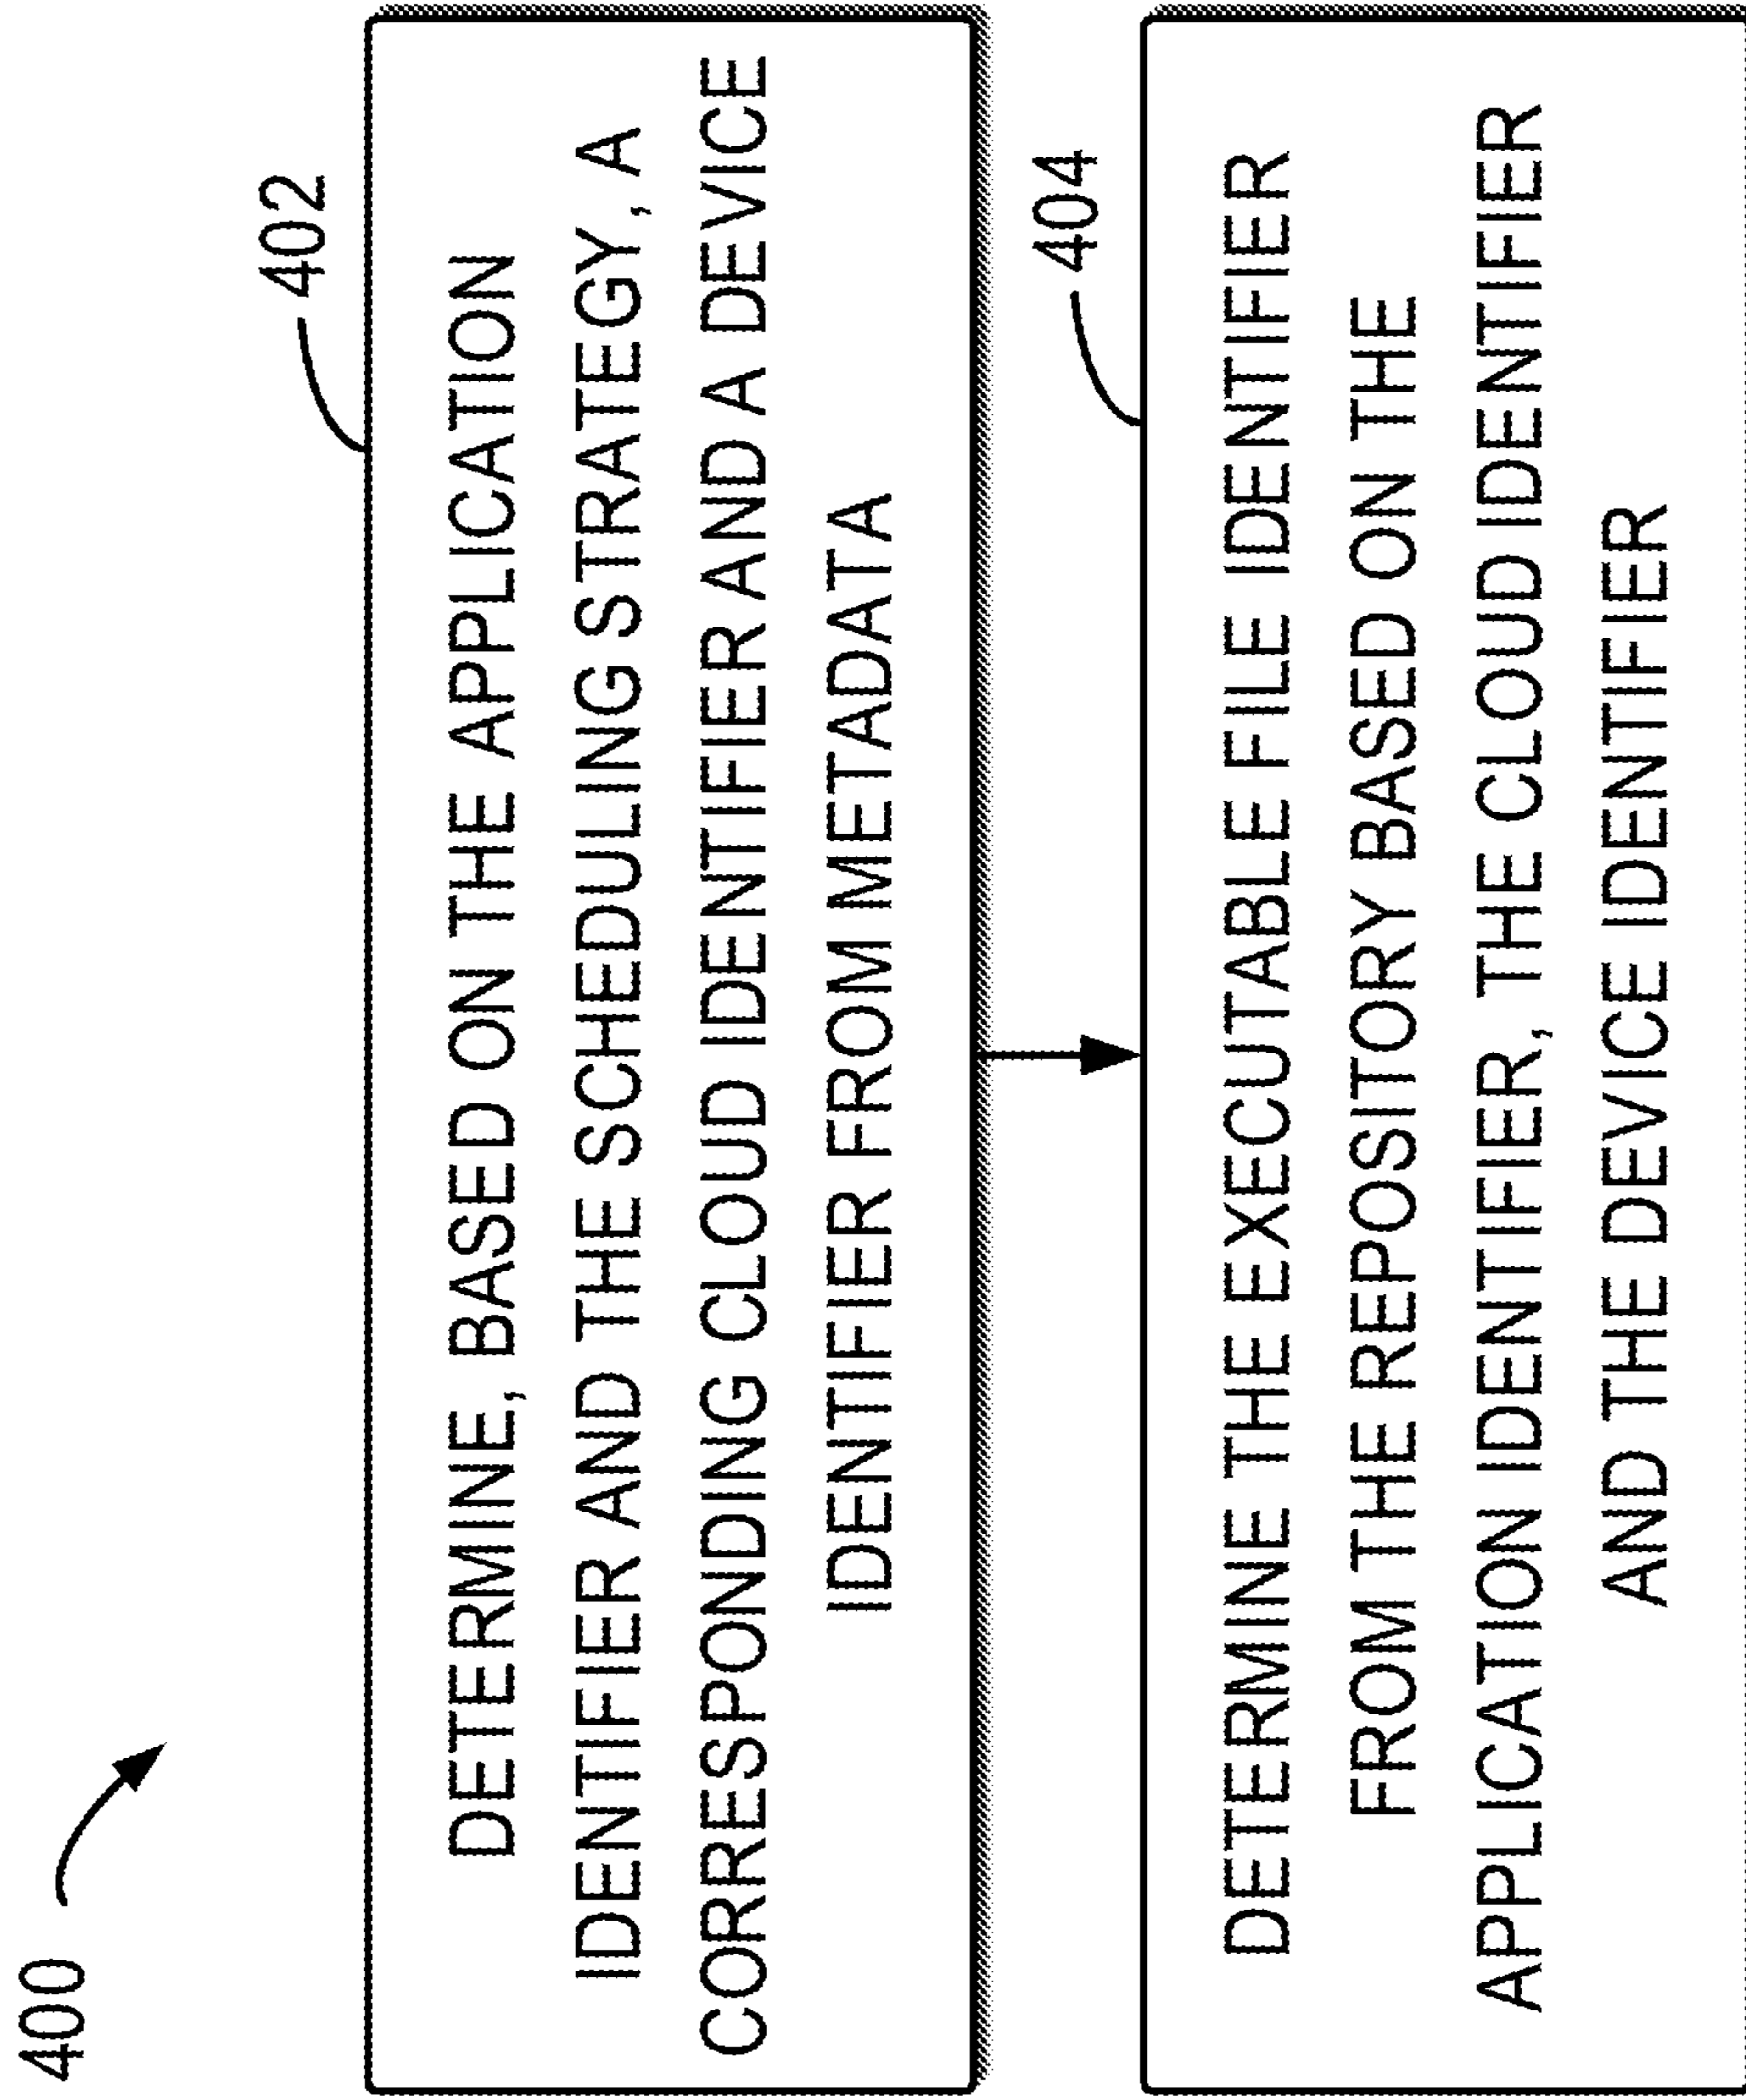 400
402
DETERMINE, BASED ON THE APPLICATION
IDENTIFIER AND THE SCHEDULING STRATEGY, A
CORRESPONDING CLOUD IDENTIFIER AND A DEVICE
IDENTIFIER FROM METADATA
404
DETERMINE THE EXECUTABLE FILE IDENTIFIER
FROM THE REPOSITORY BASED ON THE
APPLICATION IDENTIFIER, THE CLOUD IDENTIFIER
AND THE DEVICE IDENTIFIER